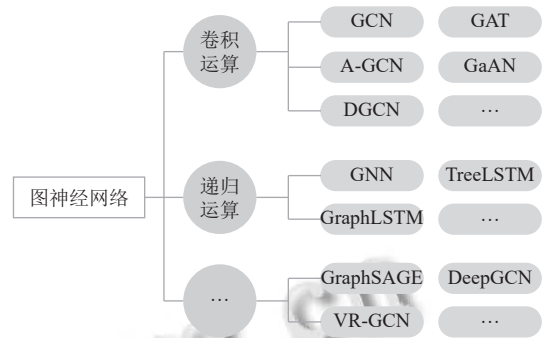 卷积
运算
GCN GAT
A-GCN GaAN
DGCN …
图神经网络
递归
运算
GNN TreeLSTM
GraphLSTM …
…
GraphSAGE DeepGCN
VR-GCN …